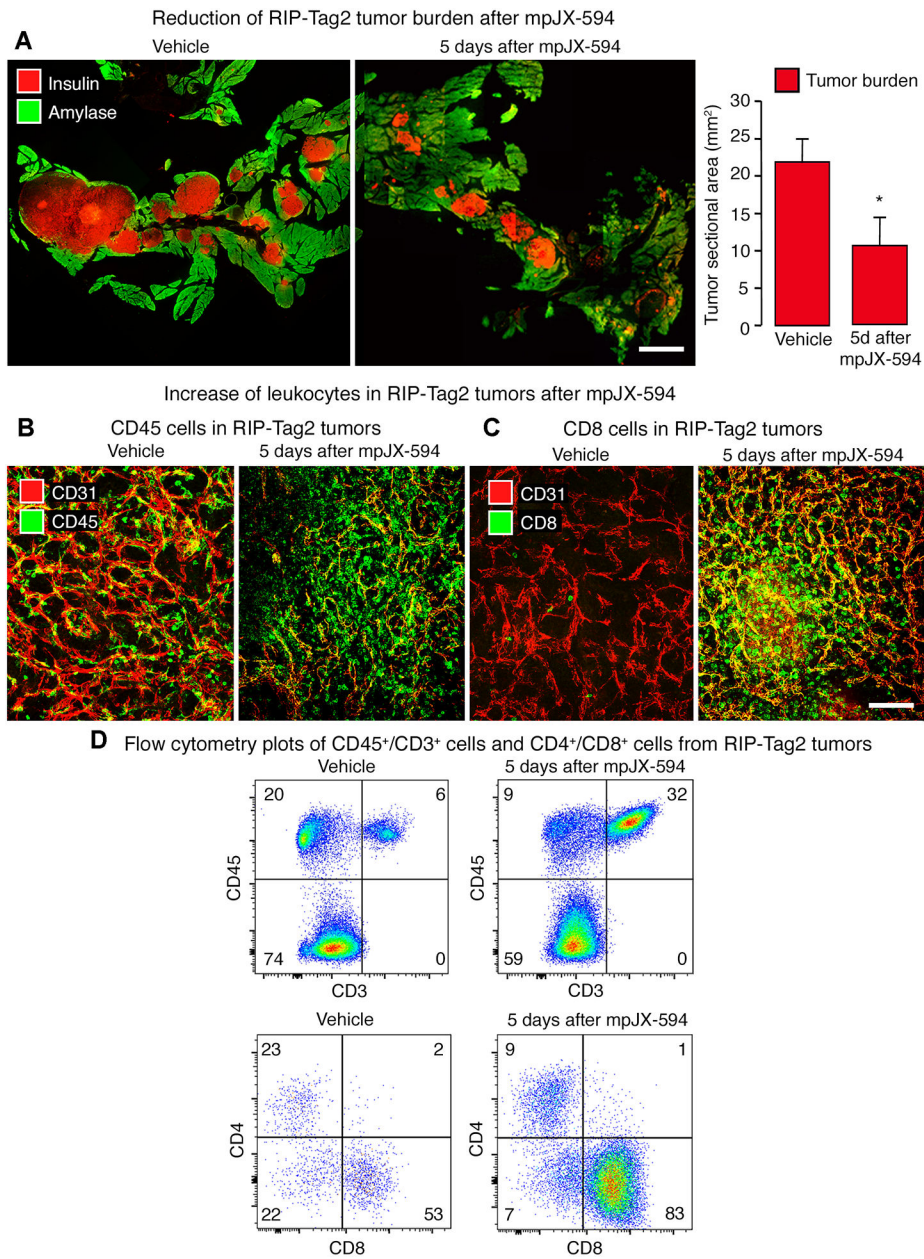 Reduction of RIP-Tag2 tumor burden after mpJX-594
A
Vehicle
5 days after mpJX-594
Insulin
Amylase
Tumor burden
Tumor sectional area (mm²)
30
25
20
15
10
5
0
*
Vehicle
5d after
mpJX-594
Increase of leukocytes in RIP-Tag2 tumors after mpJX-594
B
CD45 cells in RIP-Tag2 tumors
Vehicle
5 days after mpJX-594
CD31
CD45
C
CD8 cells in RIP-Tag2 tumors
Vehicle
5 days after mpJX-594
CD31
CD8
D
Flow cytometry plots of CD45⁺/CD3⁺ cells and CD4⁺/CD8⁺ cells from RIP-Tag2 tumors
Vehicle
20
6
CD45
74
0
CD3
5 days after mpJX-594
9
32
CD45
59
0
CD3
Vehicle
23
2
CD4
22
53
CD8
5 days after mpJX-594
9
1
CD4
7
83
CD8